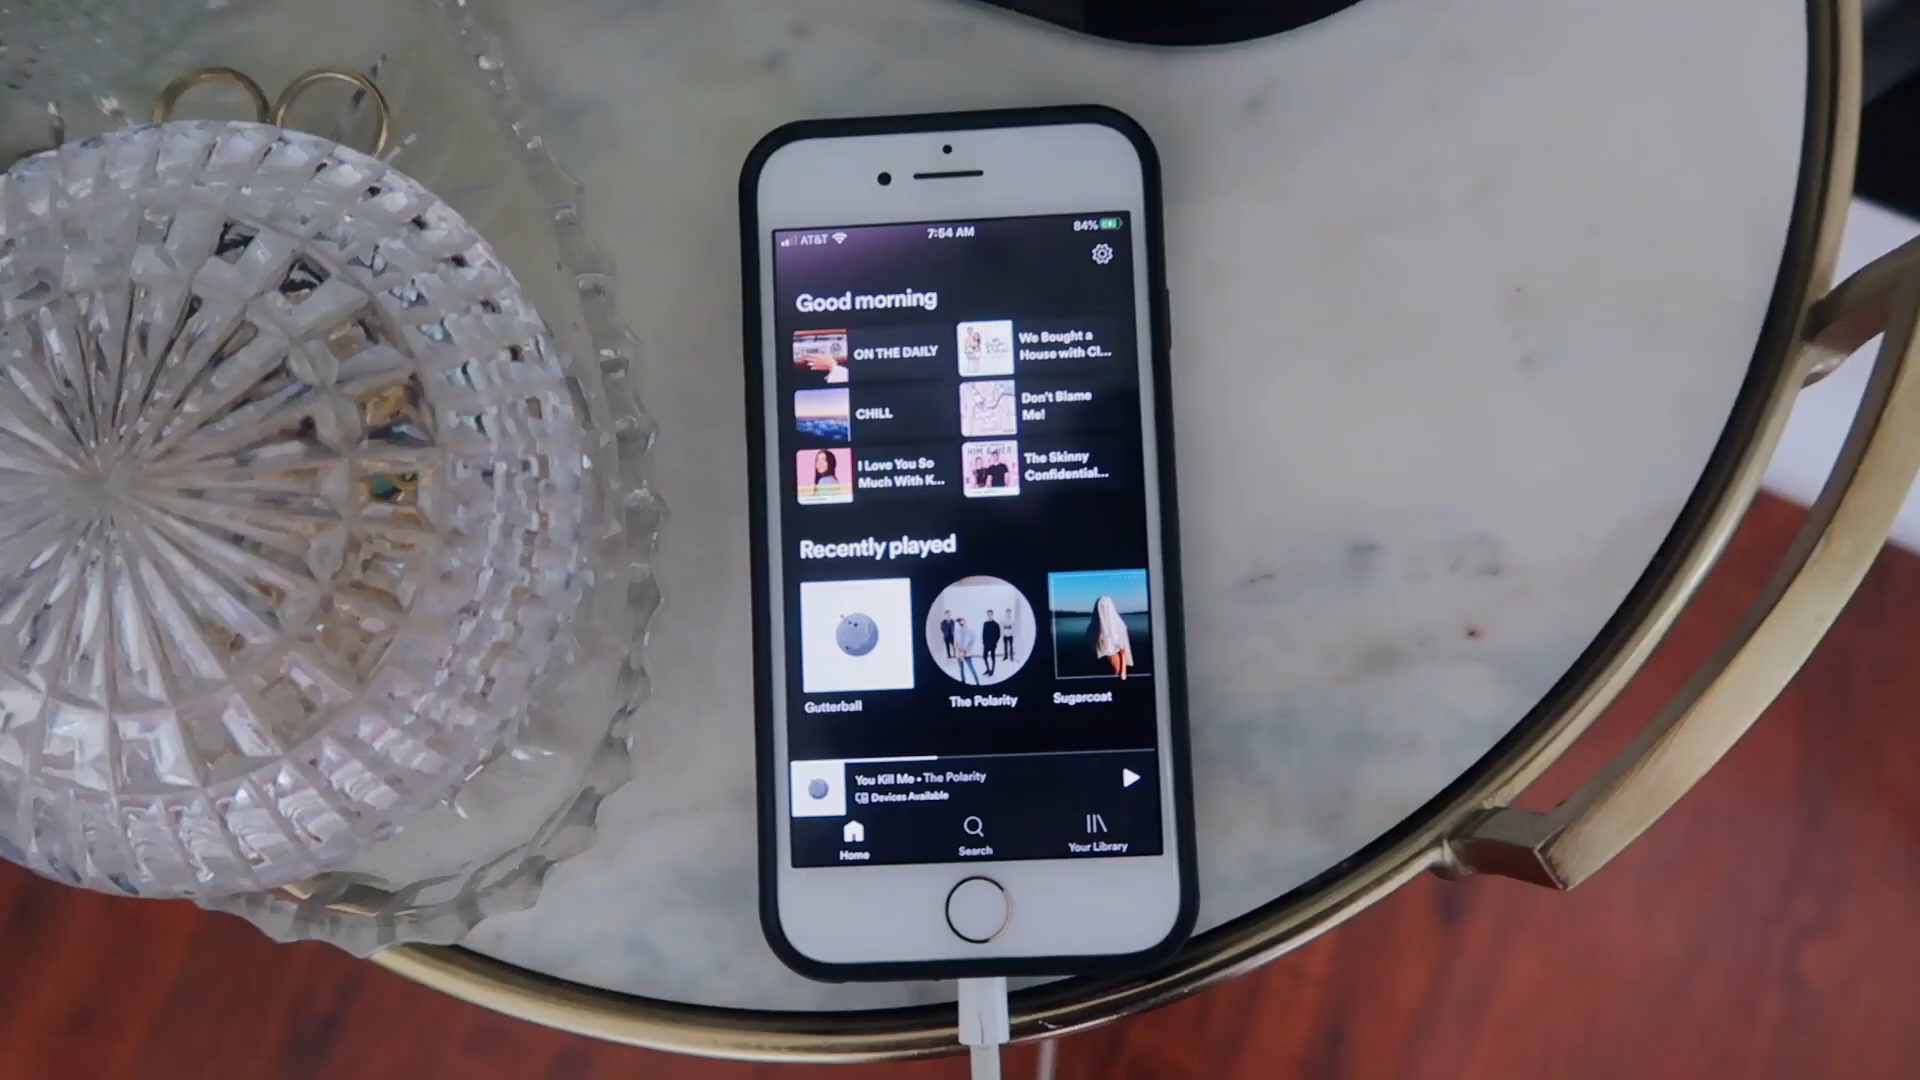 AT&T
7:54 AM
84%
Good morning
ON THE DAILY
We Bought a
House with Cl...
CHILL
Don't Blame
Me!
I Love You So
Much With K...
HIM & HER
The Skinny
Confidential...
Recently played
Gutterball
The Polarity
Sugarcoat
You Kill Me • The Polarity
Devices Available
Home
Search
Your Library